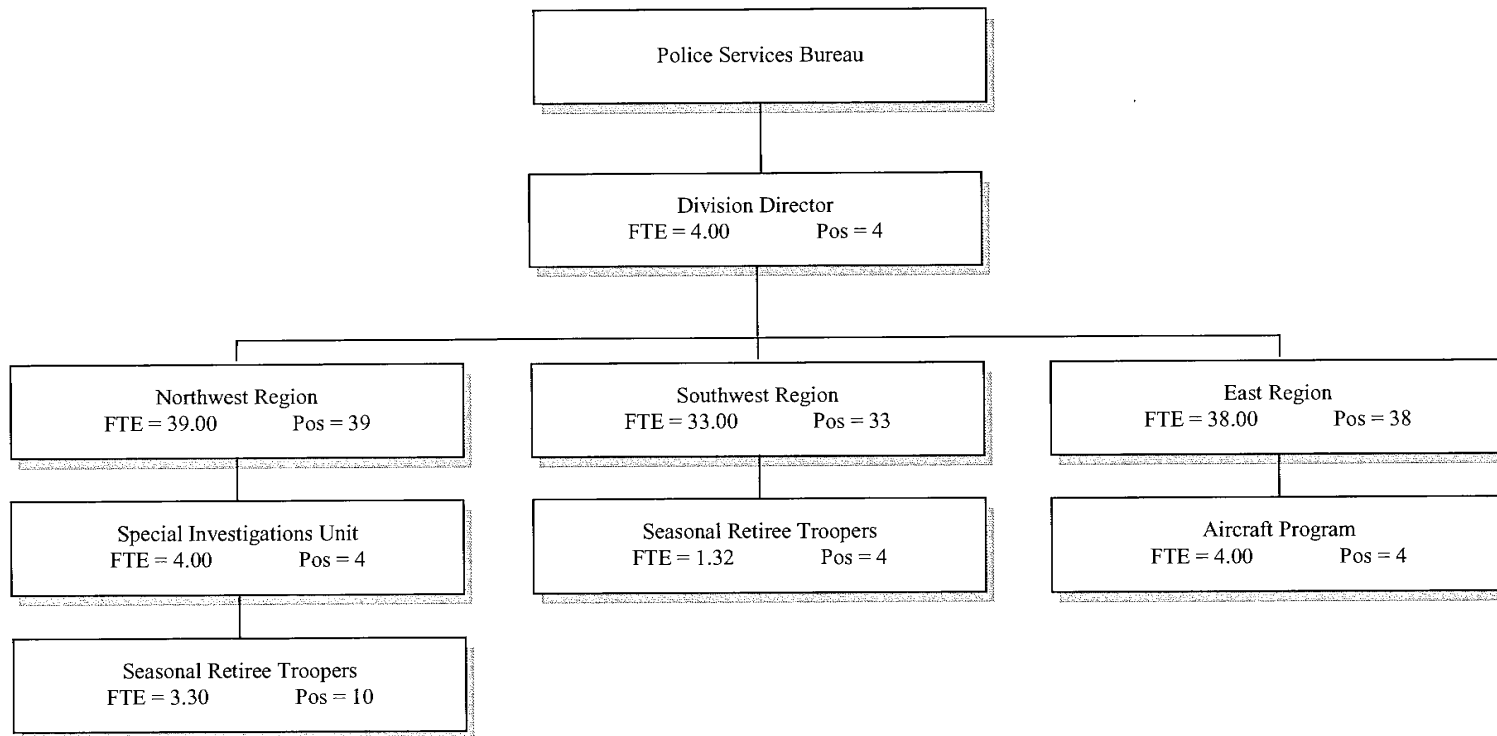 Police Services Bureau
Division Director
FTE = 4.00 Pos = 4
Northwest Region
FTE = 39.00 Pos = 39
Southwest Region
FTE = 33.00 Pos = 33
East Region
FTE = 38.00 Pos = 38
Special Investigations Unit
FTE = 4.00 Pos = 4
Seasonal Retiree Troopers
FTE = 1.32 Pos = 4
Aircraft Program
FTE = 4.00 Pos = 4
Seasonal Retiree Troopers
FTE = 3.30 Pos = 10